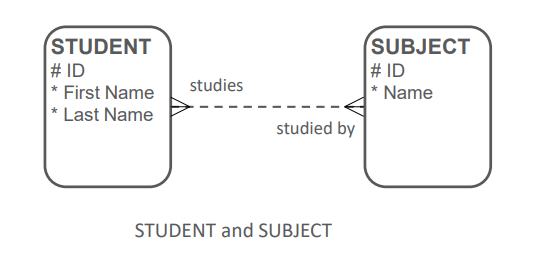 STUDENT
# ID
* First Name
* Last Name
studies
studied by
SUBJECT
# ID
* Name
STUDENT and SUBJECT